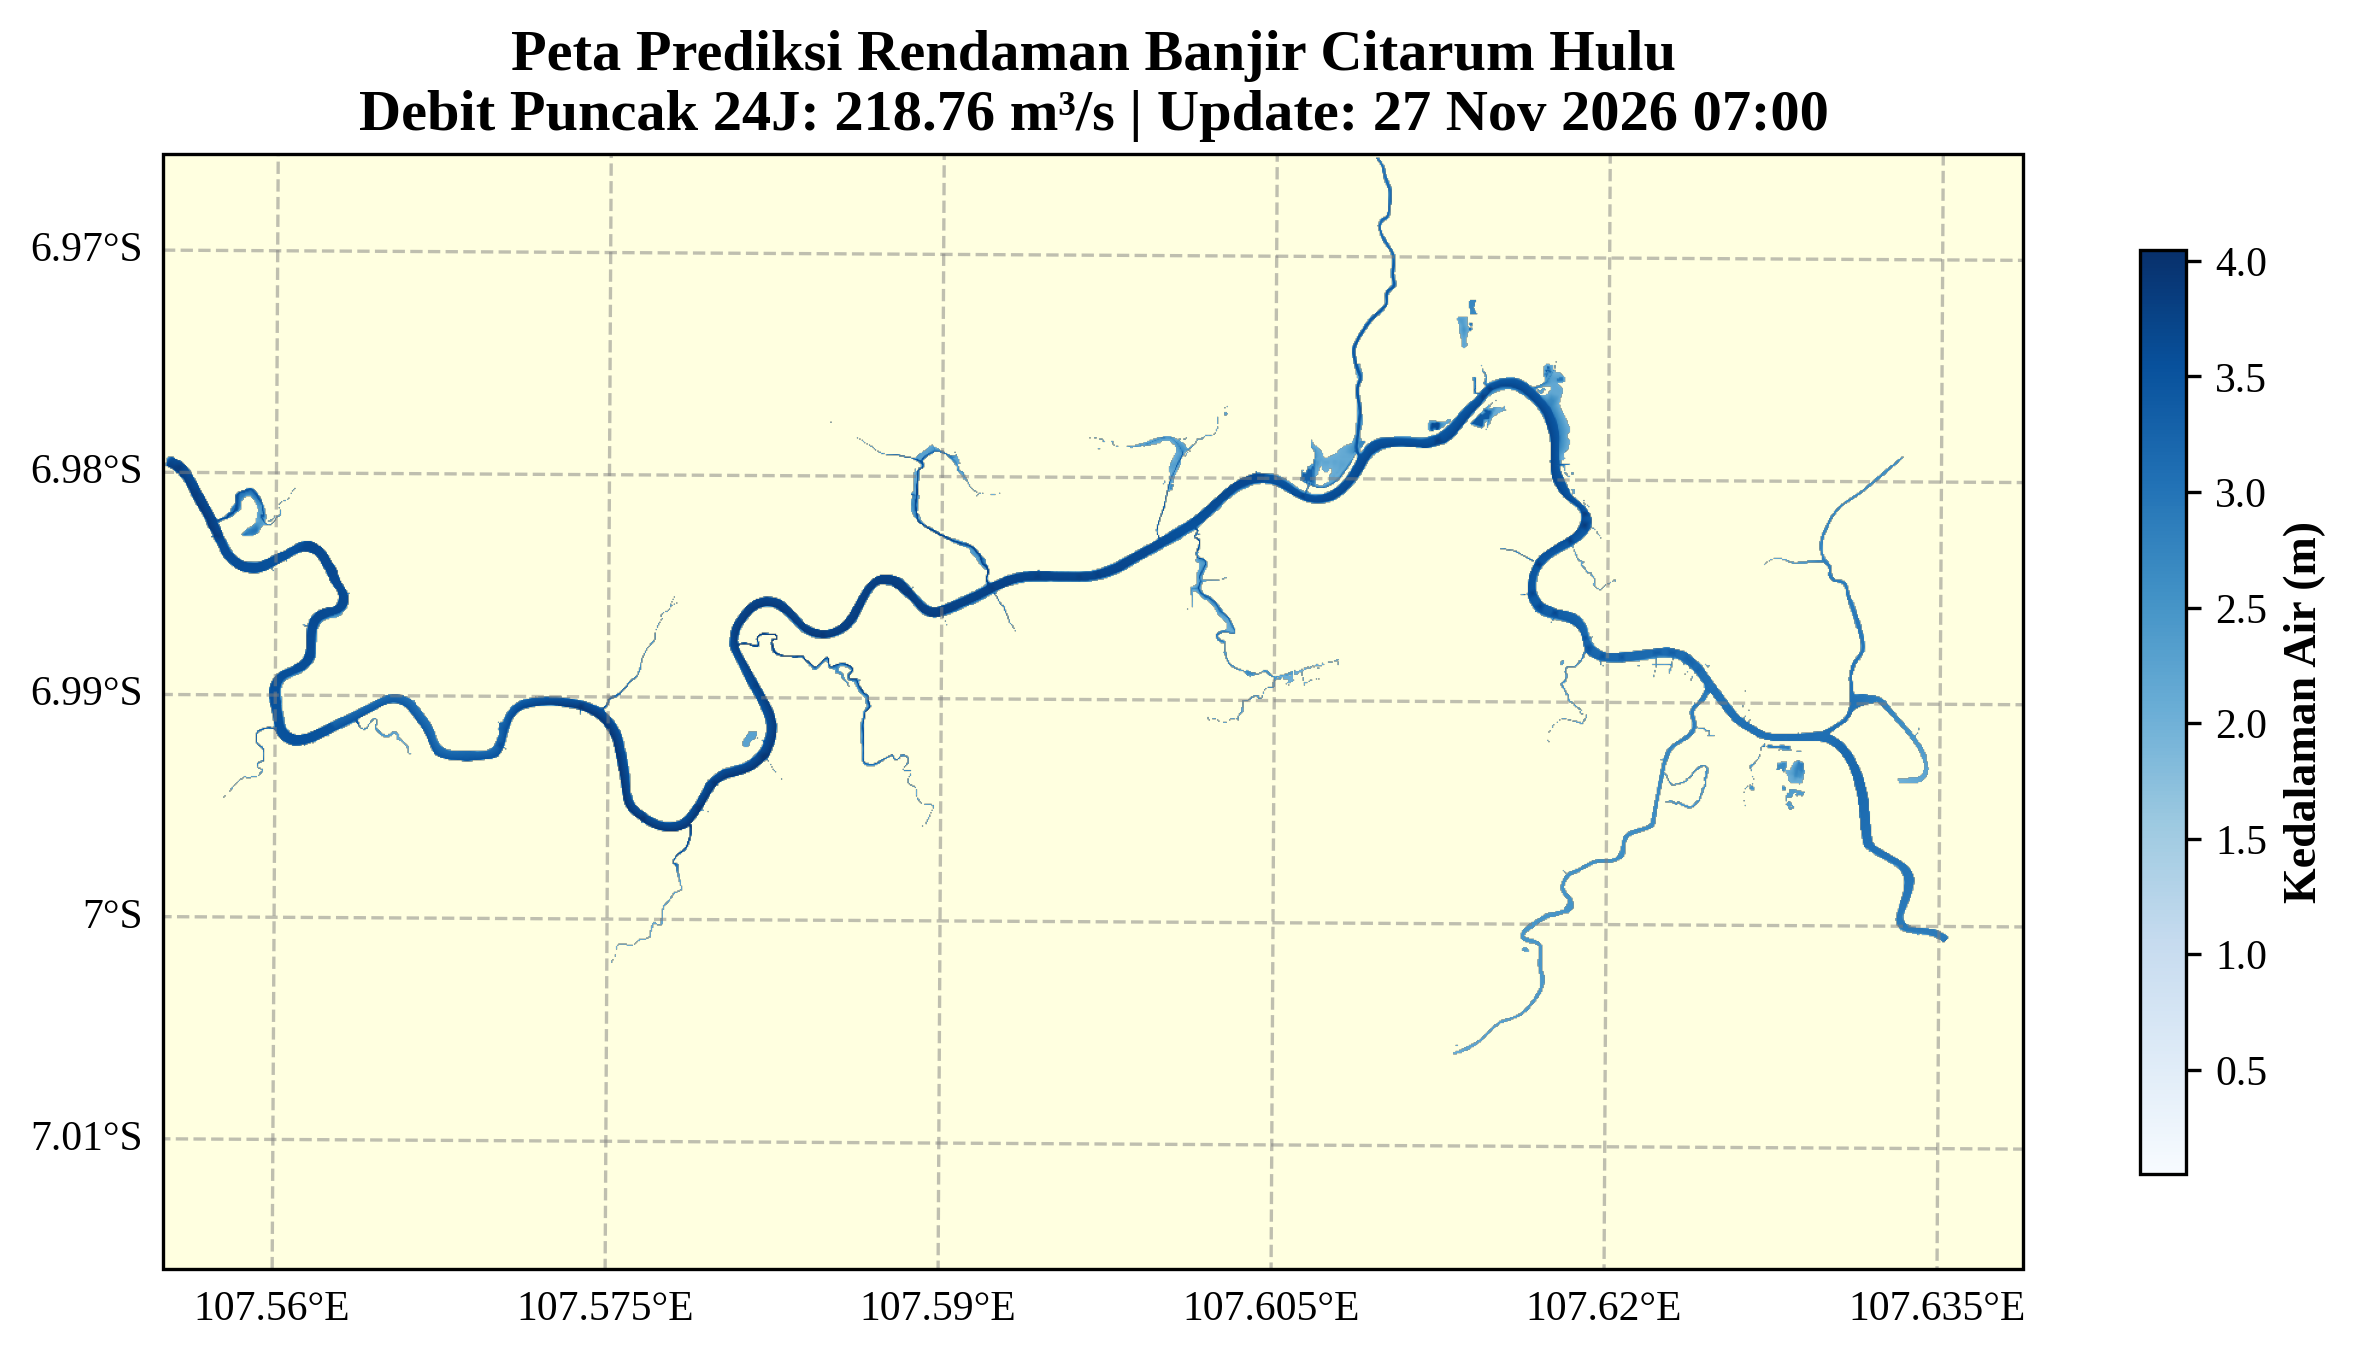 Peta Prediksi Rendaman Banjir Citarum Hulu
Debit Puncak 24J: 218.76 m³/s | Update: 27 Nov 2026 07:00
6.97°S
6.98°S
6.99°S
7°S
7.01°S
107.56°E
107.575°E
107.59°E
107.605°E
107.62°E
107.635°E
4.0
3.5
3.0
2.5
2.0
1.5
1.0
0.5
Kedalaman Air (m)